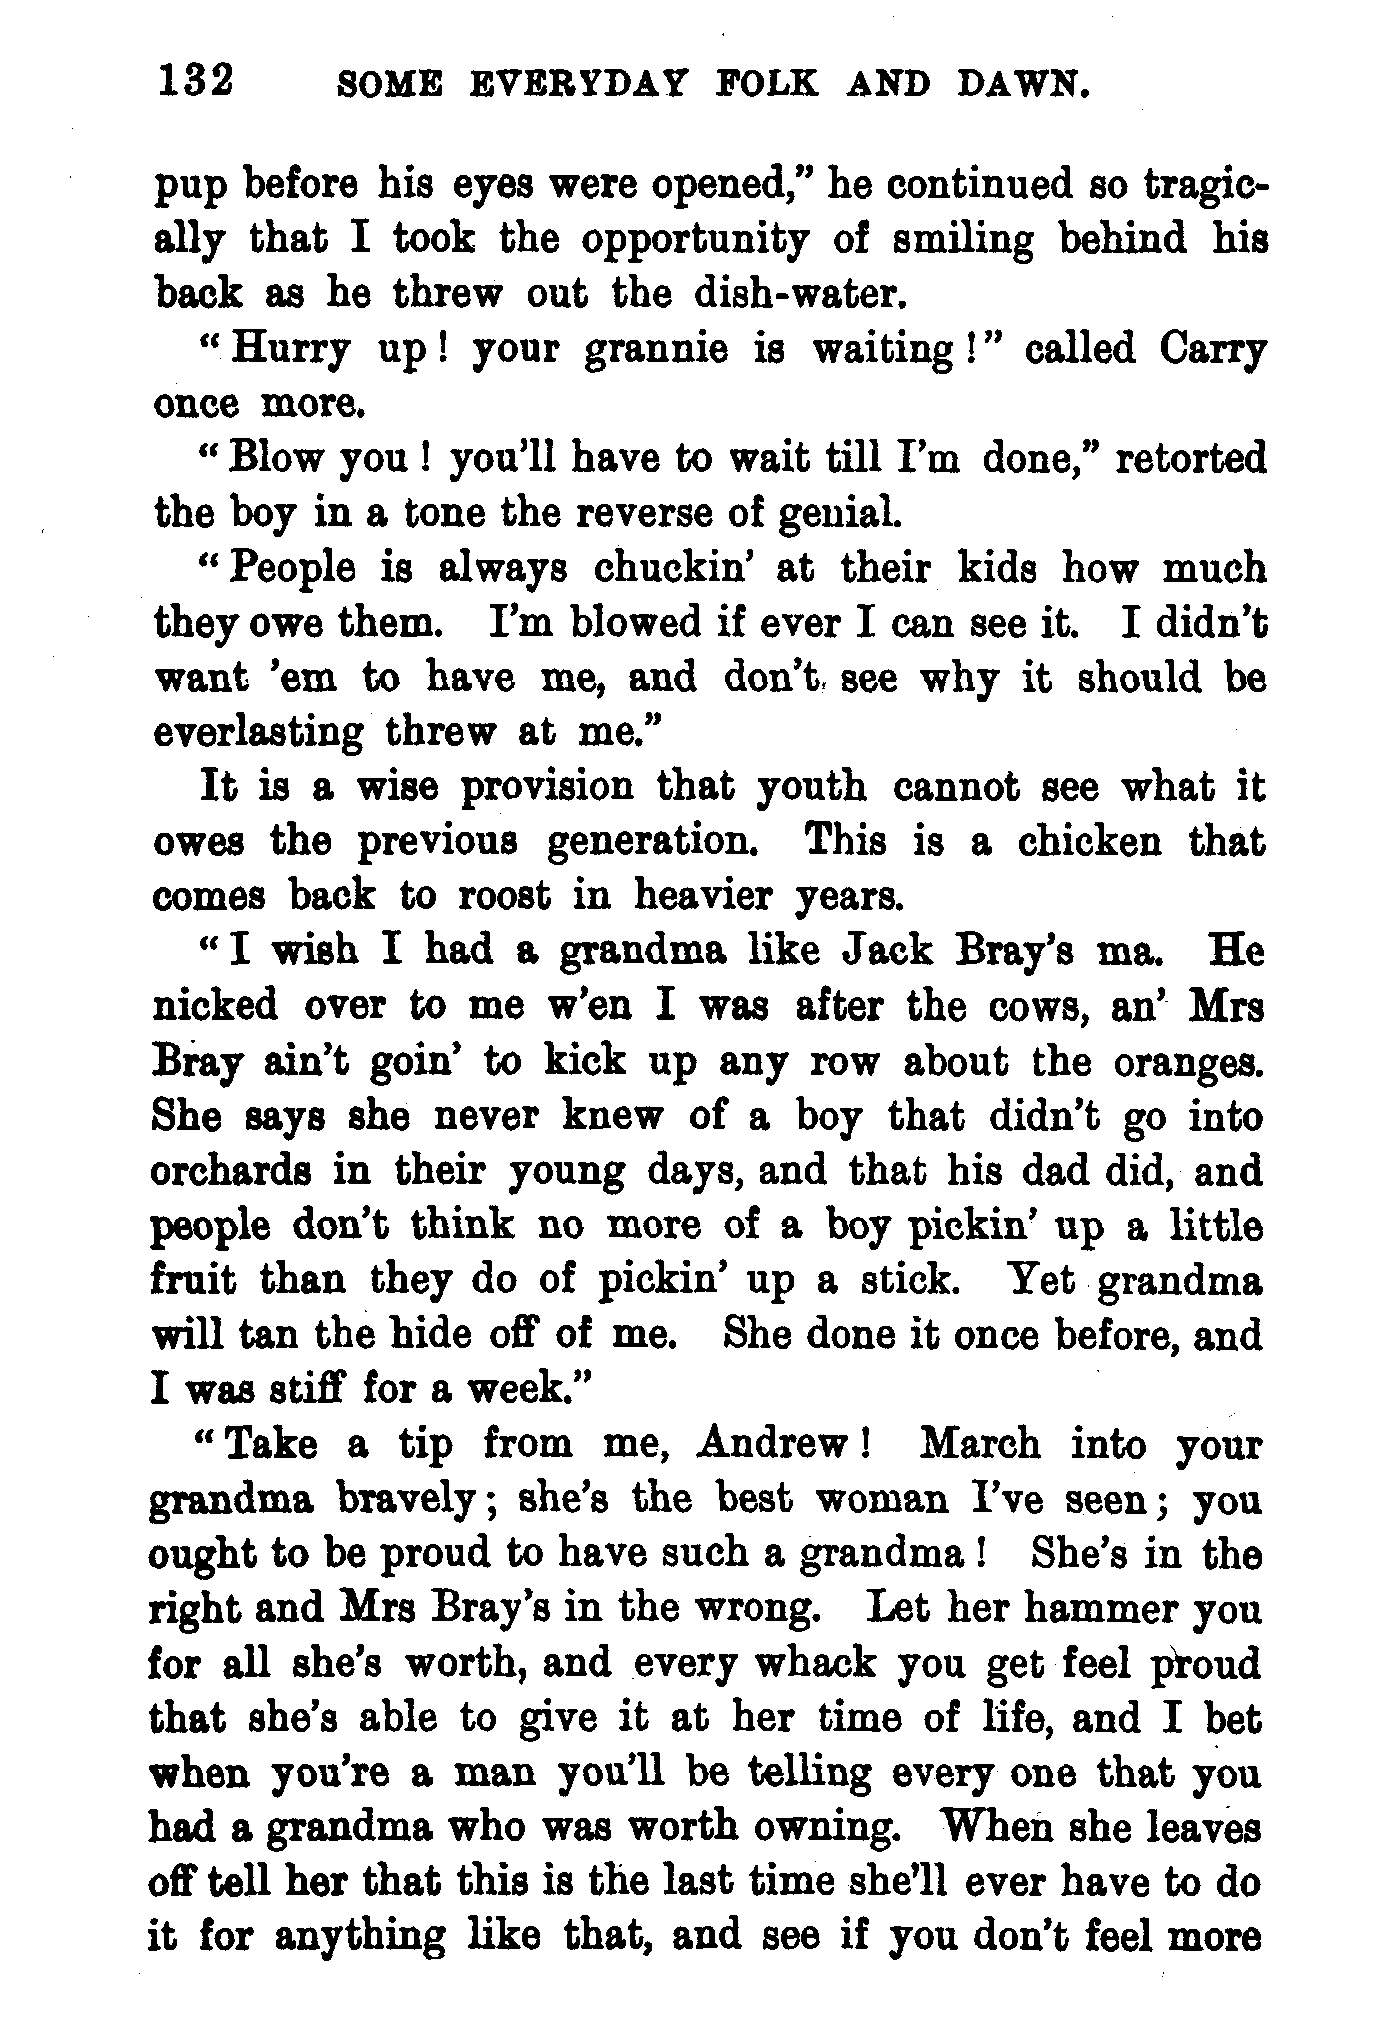 132 SOME EVERYDAY FOLK AND DAWN.
pup before his eyes were opened,” he continued so tragic-
ally that I took the opportunity of smiling behind his
back as he threw out the dish-water.
“Hurry up! your grannie is waiting!” called Carry
once more.
“Blow you! you’ll have to wait till I’m done,” retorted
the boy in a tone the reverse of genial.
“People is always chuckin’ at their kids how much
they owe them. I’m blowed if ever I can see it. I didn’t
want ’em to have me, and don’t see why it should be
everlasting threw at me.”
It is a wise provision that youth cannot see what it
owes the previous generation. This is a chicken that
comes back to roost in heavier years.
“I wish I had a grandma like Jack Bray’s ma. He
nicked over to me w’en I was after the cows, an’ Mrs
Bray ain’t goin’ to kick up any row about the oranges.
She says she never knew of a boy that didn’t go into
orchards in their young days, and that his dad did, and
people don’t think no more of a boy pickin’ up a little
fruit than they do of pickin’ up a stick. Yet grandma
will tan the hide off of me. She done it once before, and
I was stiff for a week.”
“Take a tip from me, Andrew! March into your
grandma bravely; she’s the best woman I’ve seen; you
ought to be proud to have such a grandma! She’s in the
right and Mrs Bray’s in the wrong. Let her hammer you
for all she’s worth, and every whack you get feel proud
that she’s able to give it at her time of life, and I bet
when you’re a man you’ll be telling every one that you
had a grandma who was worth owning. When she leaves
off tell her that this is the last time she’ll ever have to do
it for anything like that, and see if you don’t feel more